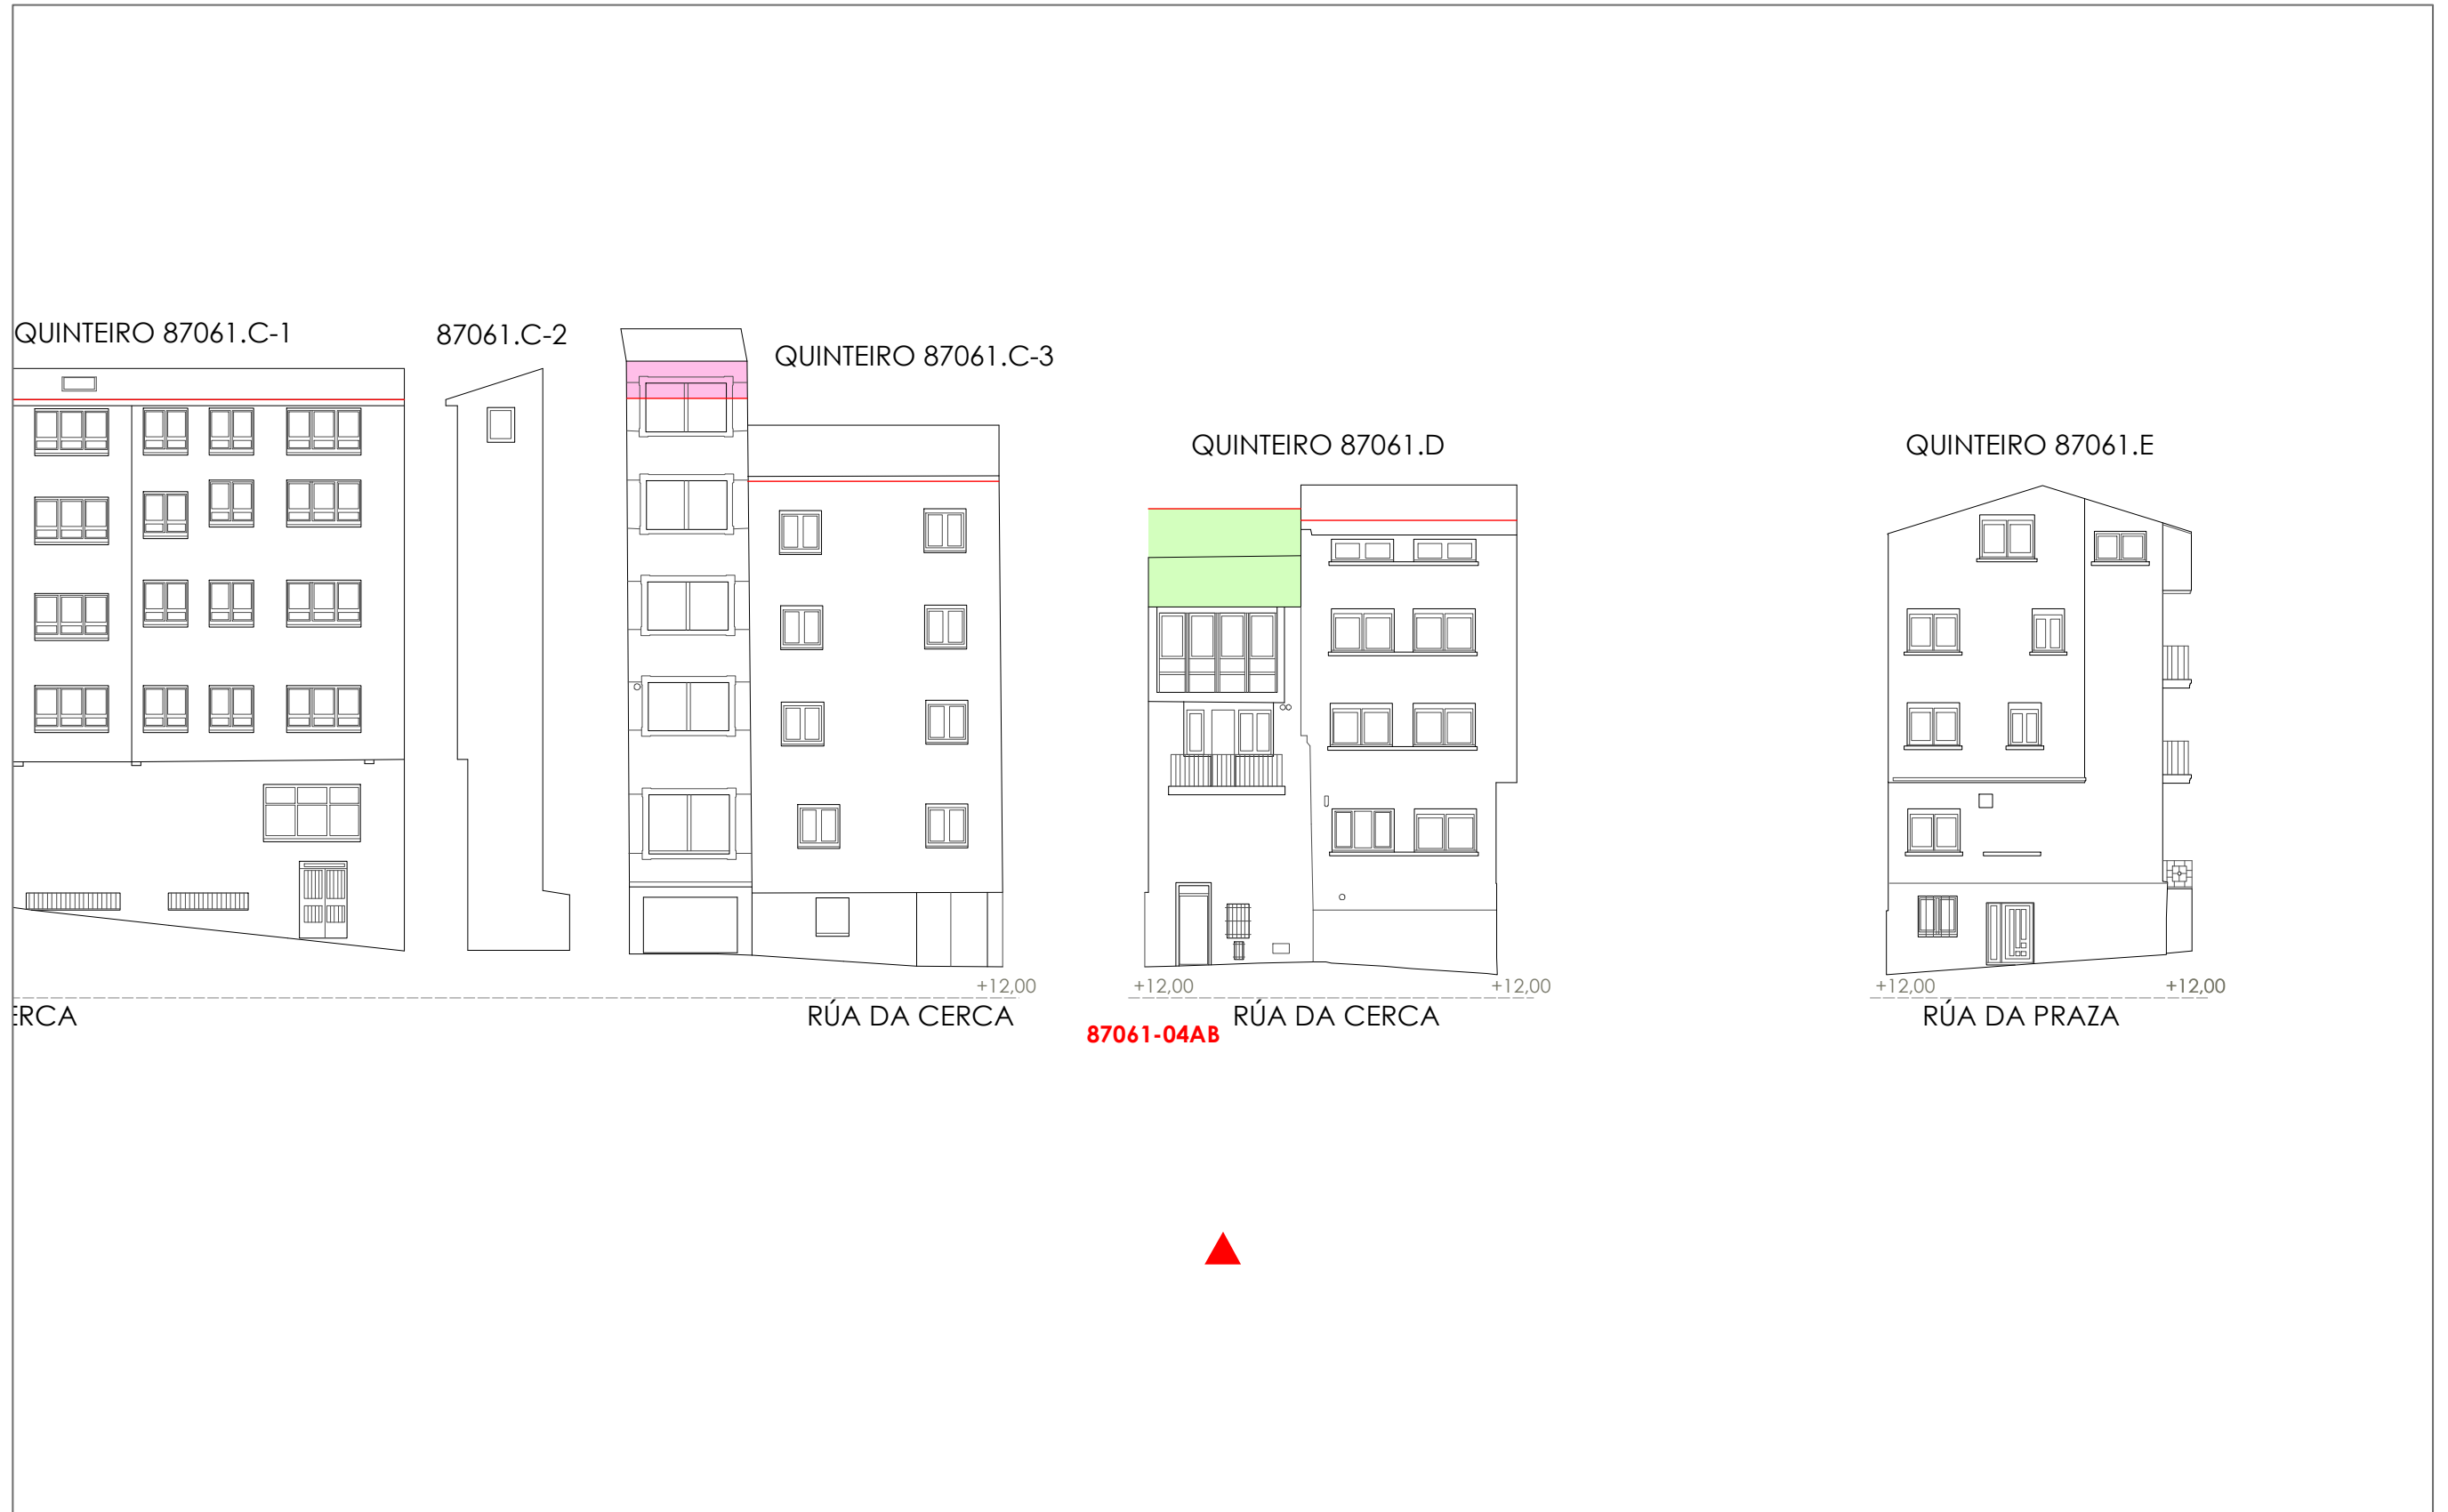 QUINTEIRO 87061.C-1
87061.C-2
QUINTEIRO 87061.C-3
QUINTEIRO 87061.D
QUINTEIRO 87061.E
+12,00
+12,00
+12,00
+12,00
+12,00
ERCA
RÚA DA CERCA
RÚA DA CERCA
RÚA DA PRAZA
87061-04AB